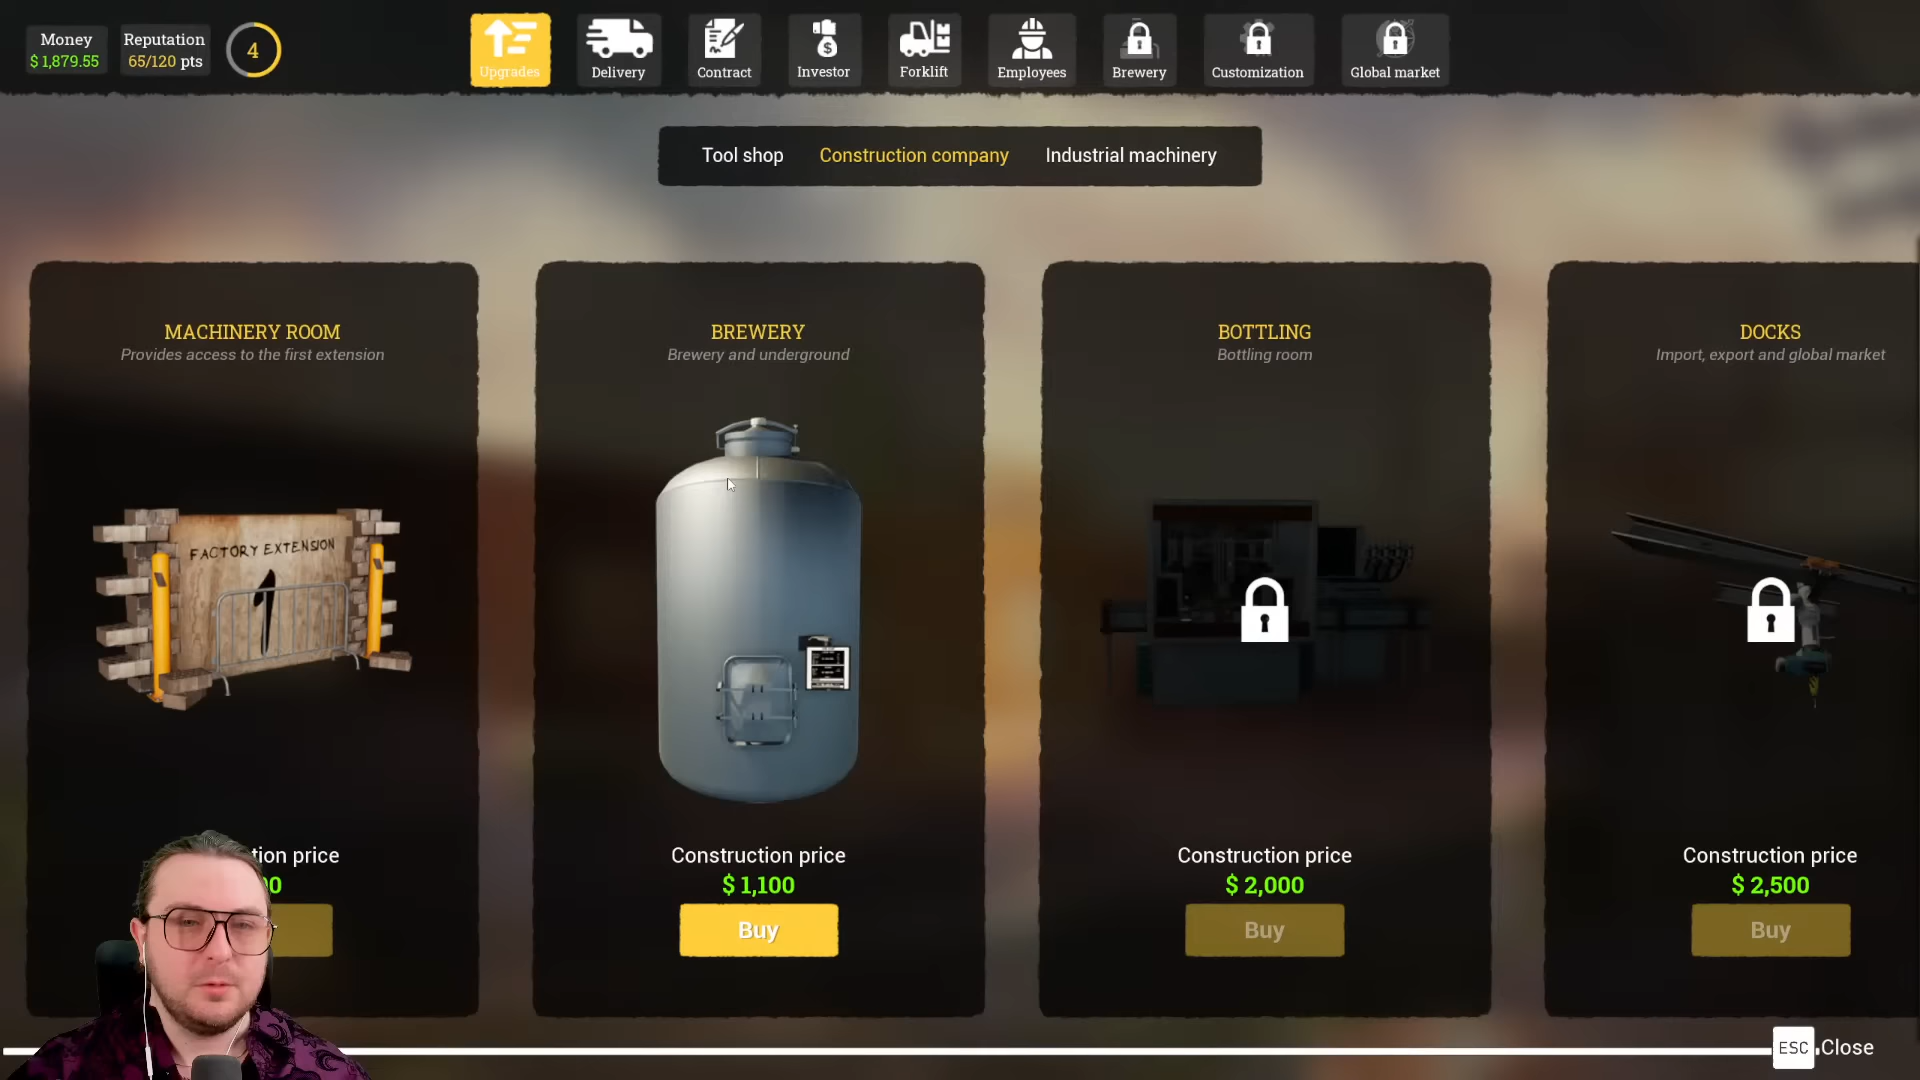 Money
$ 1,879.55
Reputation
65/120 pts
4
Upgrades
Delivery
Contract
Investor
Forklift
Employees
Brewery
Customization
Global market
Tool shop
Construction company
Industrial machinery
MACHINERY ROOM
Provides access to the first extension
FACTORY EXTENSION
1
tion price
00
BREWERY
Brewery and underground
Construction price
$ 1,100
Buy
BOTTLING
Bottling room
Construction price
$ 2,000
Buy
DOCKS
Import, export and global market
Construction price
$ 2,500
Buy
ESC Close